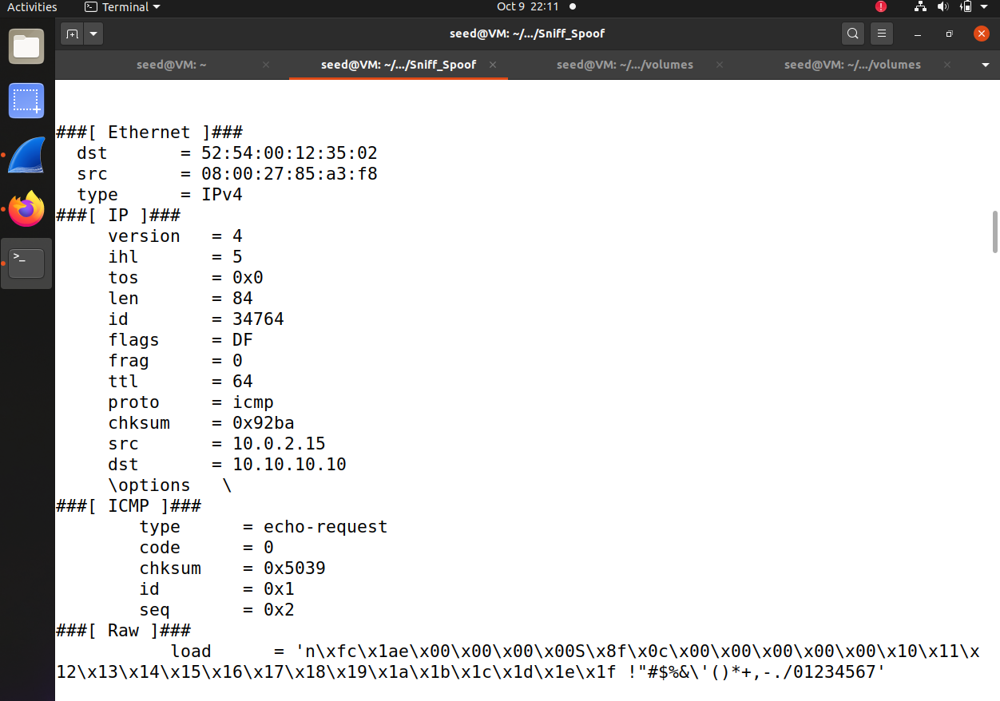 Activities Terminal Oct 9 22:11
seed@VM: ~/.../Sniff_Spoof
seed@VM: ~ seed@VM: ~/.../Sniff_Spoof seed@VM: ~/.../volumes seed@VM: ~/.../volumes
###[ Ethernet ]###
  dst       = 52:54:00:12:35:02
  src       = 08:00:27:85:a3:f8
  type      = IPv4
###[ IP ]###
     version   = 4
     ihl       = 5
     tos       = 0x0
     len       = 84
     id        = 34764
     flags     = DF
     frag      = 0
     ttl       = 64
     proto     = icmp
     chksum    = 0x92ba
     src       = 10.0.2.15
     dst       = 10.10.10.10
     \options   \
###[ ICMP ]###
        type      = echo-request
        code      = 0
        chksum    = 0x5039
        id        = 0x1
        seq       = 0x2
###[ Raw ]###
           load      = 'n\xfc\x1ae\x00\x00\x00\x00S\x8f\x0c\x00\x00\x00\x00\x00\x10\x11\x
12\x13\x14\x15\x16\x17\x18\x19\x1a\x1b\x1c\x1d\x1e\x1f !"#$%&\'()*+,-./01234567'